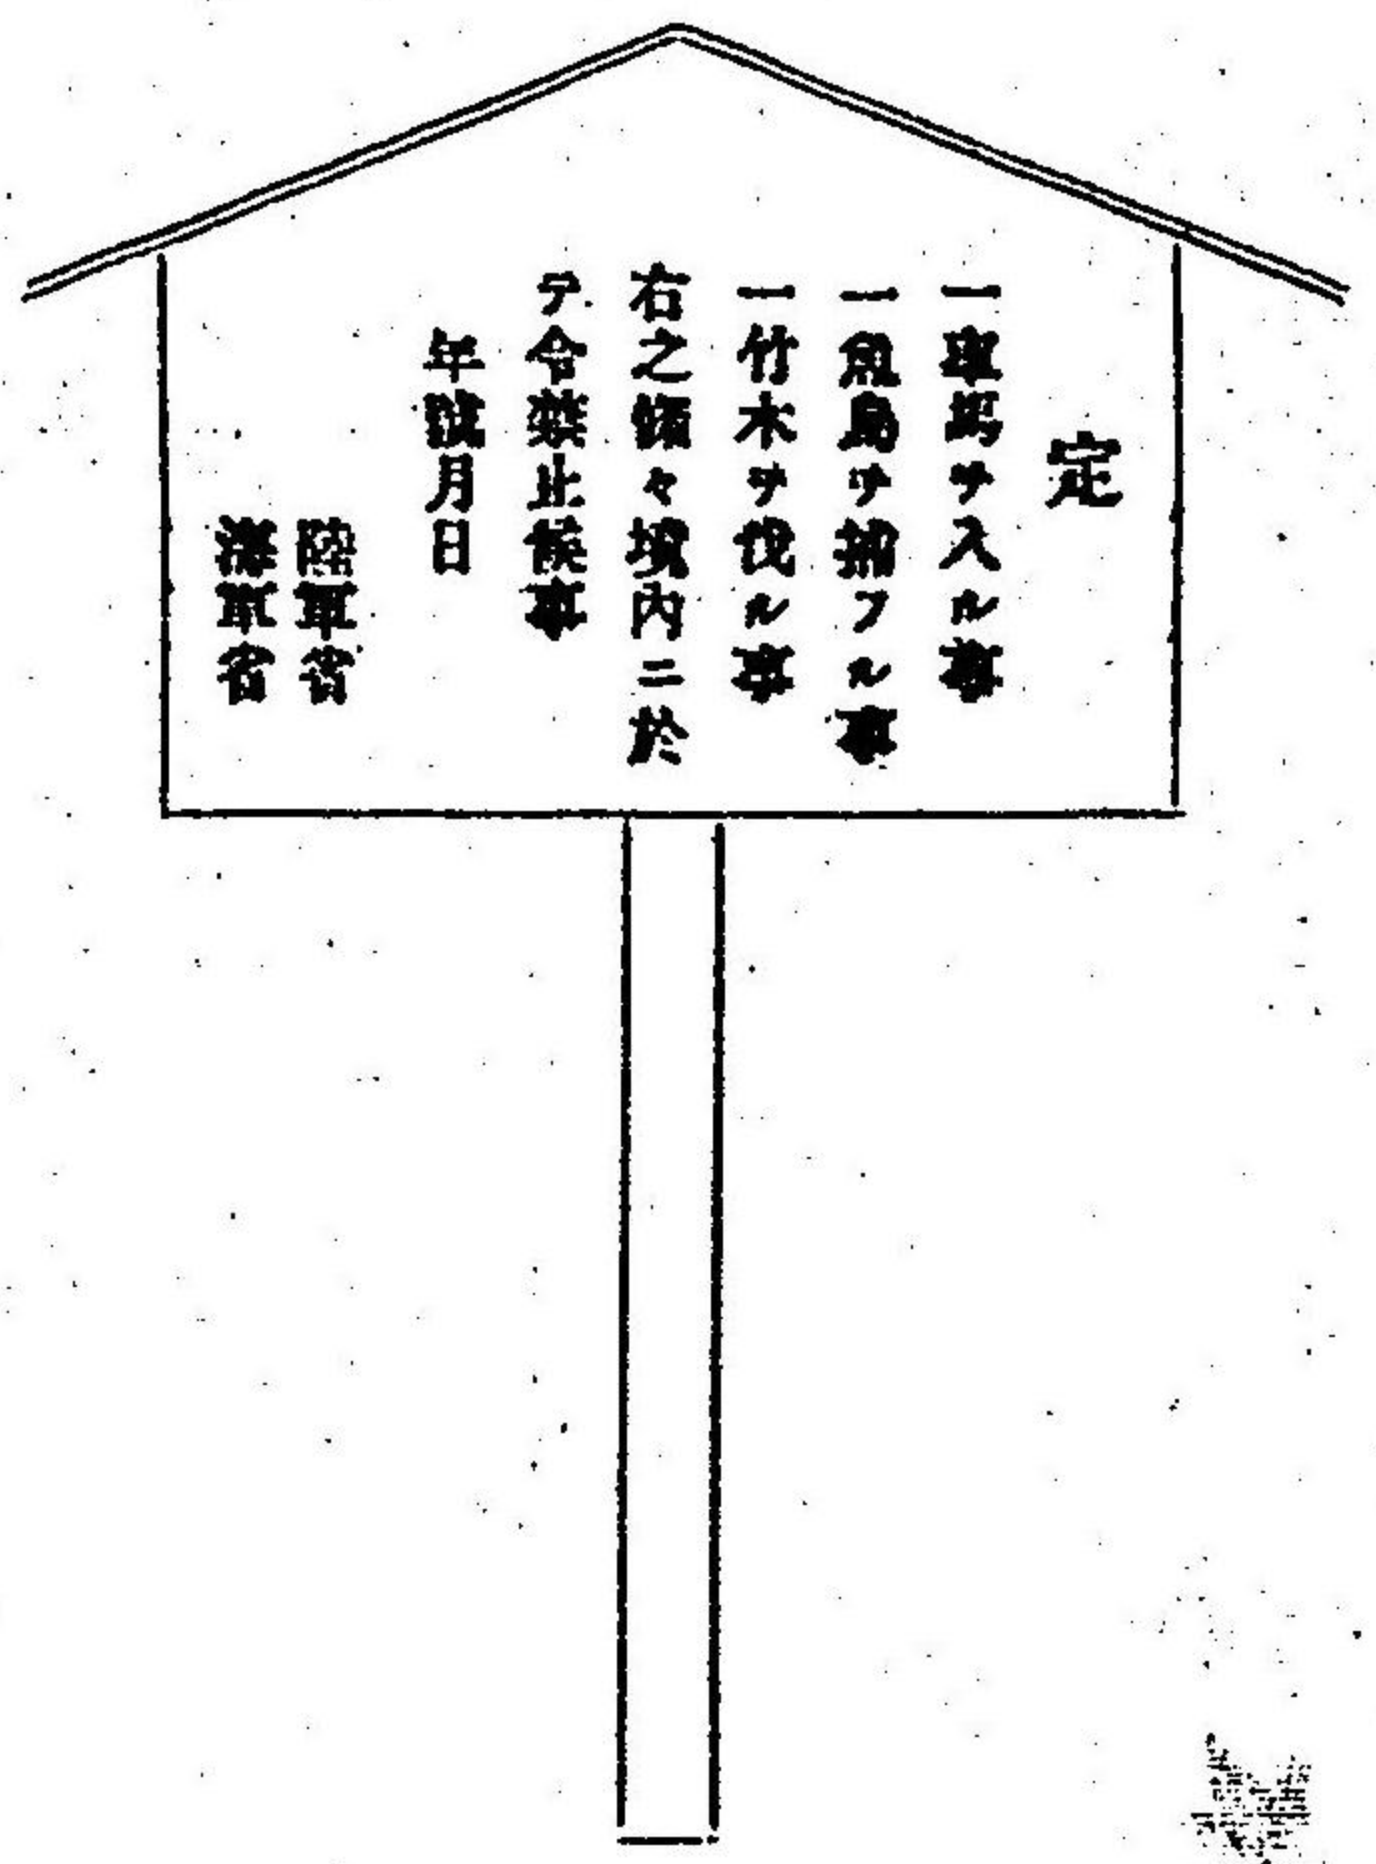 定
一車馬ヲ入ル事
一魚鳥ヲ捕フル事
一竹木ヲ伐ル事
右之條々境内ニ於
テ令禁止候事
年號月日
陸軍省
海軍省